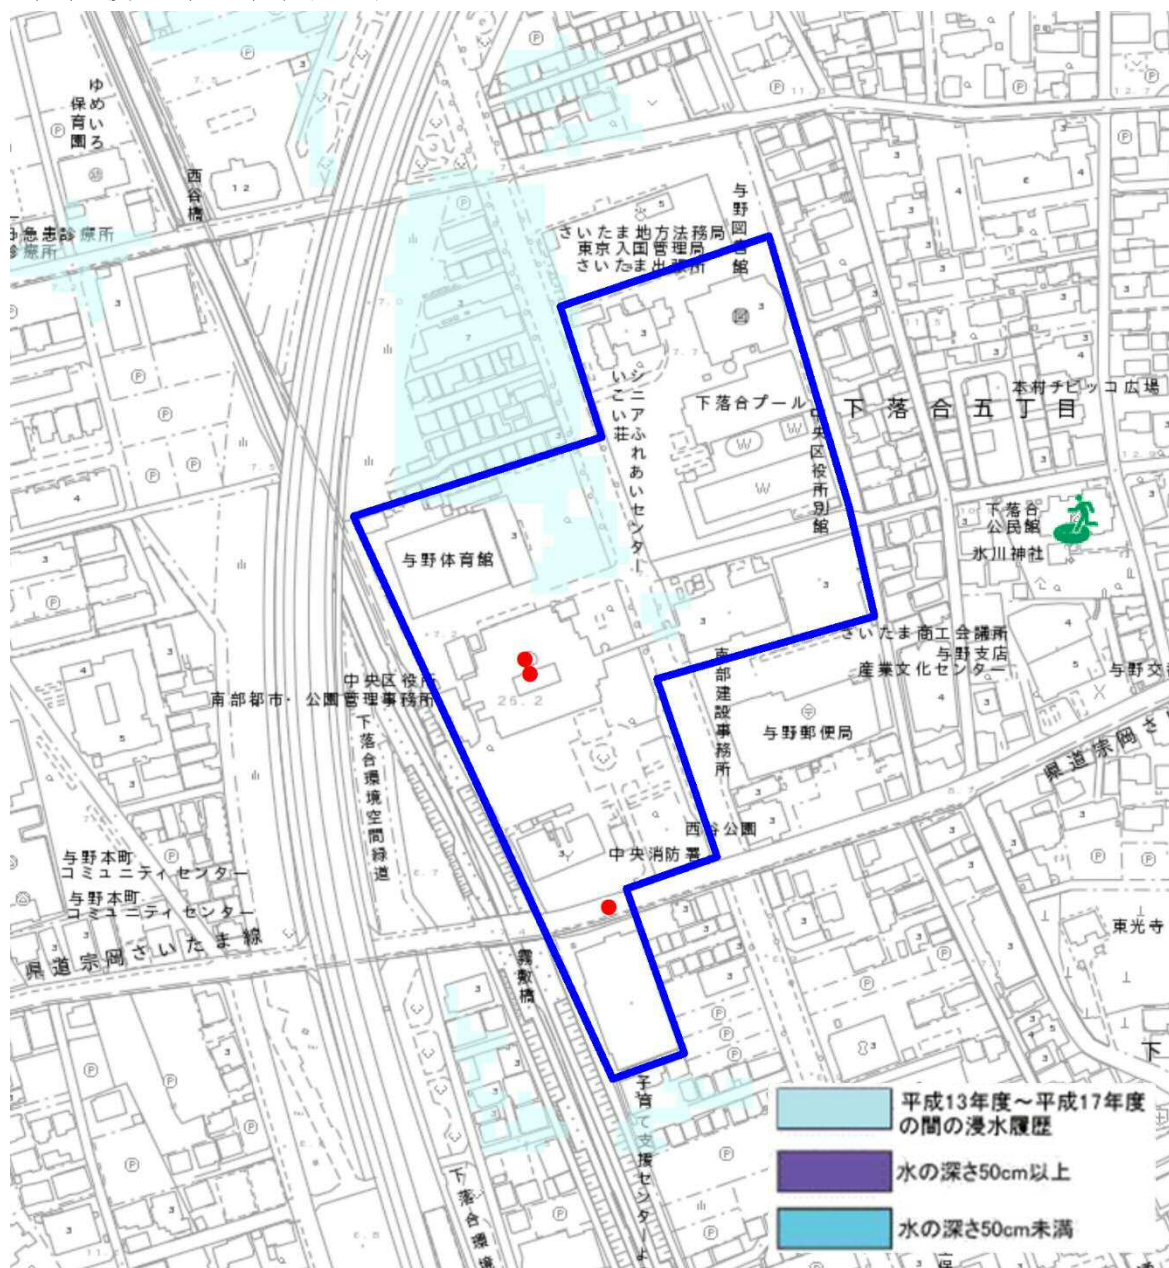 ゆめいろ
保育園
西谷橋
急患診療所
診療所
与野図書館
さいたま地方法務局
東京入国管理局
さいたま出張所
シニアふれあいセンター
いこい荘
下落合プール
中央区役所別館
下落合五丁目
本村チビッコ広場
下落合
公民館
氷川神社
与野体育館
さいたま商工会議所
与野支店
産業文化センター
中央区役所
南部都市・公園管理事務所
26.2
南部建設事務所
与野郵便局
下落合環境空間緑道
西谷公園
中央消防署
与野本町
コミュニティセンター
与野本町
コミュニティセンター
県道宗岡さいたま線
県道宗岡さ
霧敷橋
東光寺
下
子育て支援センターよ
下落合環境
平成13年度～平成17年度
の間の浸水履歴
水の深さ50cm以上
水の深さ50cm未満